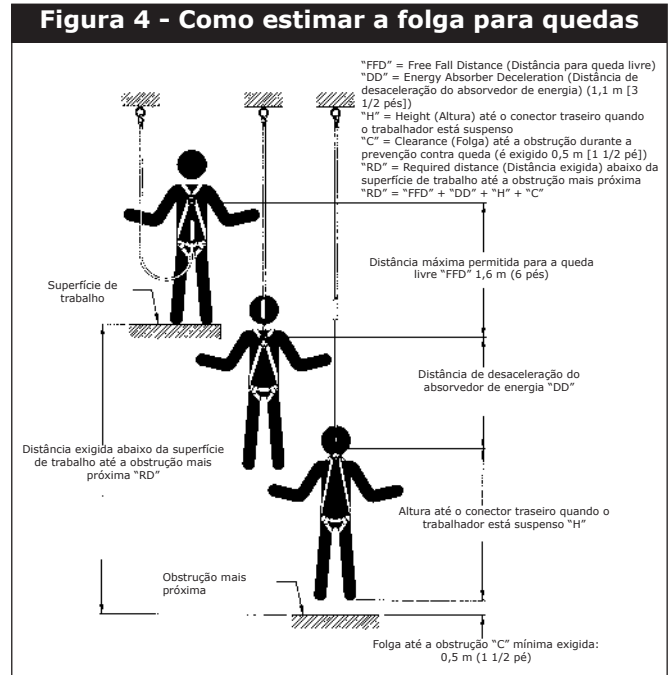 Figura 4 - Como estimar a folga para quedas
“FFD” = Free Fall Distance (Distância para queda livre)
“DD” = Energy Absorber Deceleration (Distância de
desaceleração do absorvedor de energia) (1,1 m [3
1/2 pés])
“H” = Height (Altura) até o conector traseiro quando
o trabalhador está suspenso
“C” = Clearance (Folga) até a obstrução durante a
prevenção contra queda (é exigido 0,5 m [1 1/2 pé])
“RD” = Required distance (Distância exigida) abaixo da
superfície de trabalho até a obstrução mais próxima
“RD” = “FFD” + “DD” + “H” + “C”
Distância máxima permitida para a queda
livre “FFD” 1,6 m (6 pés)
Superfície de
trabalho
Distância de desaceleração do
absorvedor de energia “DD”
Distância exigida abaixo da superfície
de trabalho até a obstrução mais
próxima “RD”
Altura até o conector traseiro quando o
trabalhador está suspenso “H”
Obstrução mais
próxima
Folga até a obstrução “C” mínima exigida:
0,5 m (1 1/2 pé)